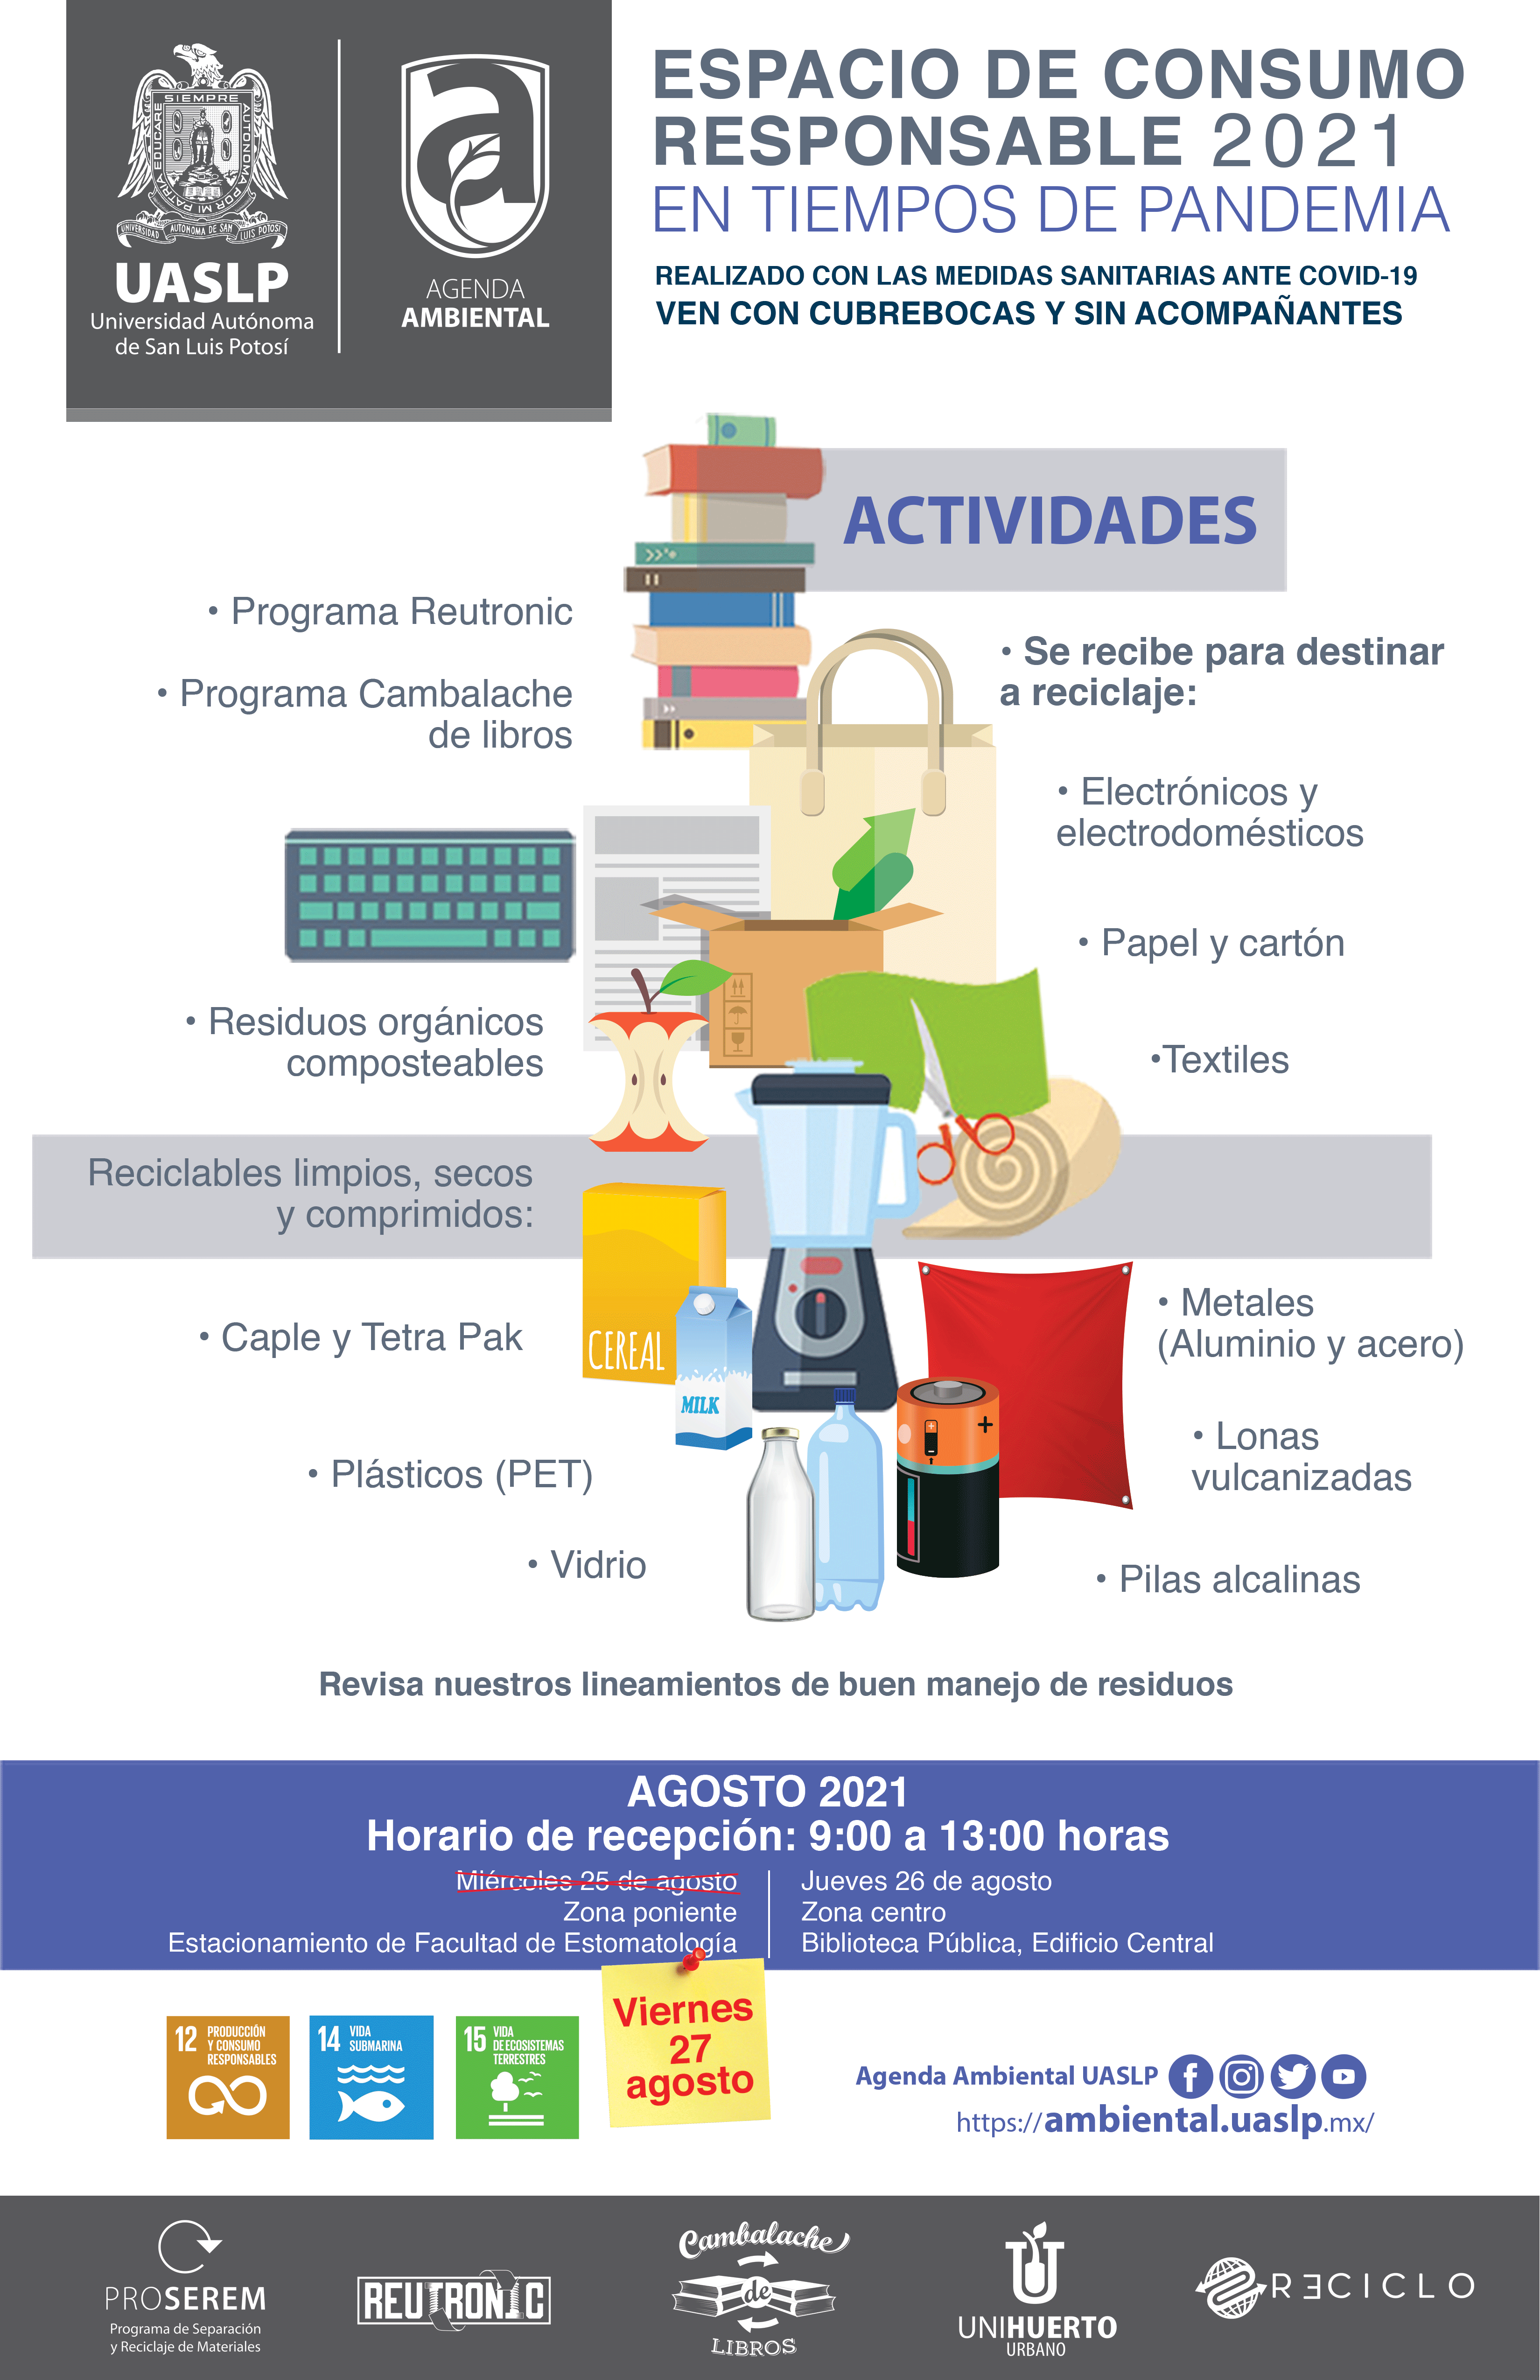 SIEMPRE
EDUCARE
AUTONOMA
POR MI PATRIA
UNIVERSIDAD AUTONOMA DE SAN LUIS POTOSI
UASLP
Universidad Autónoma
de San Luis Potosí
AGENDA
AMBIENTAL
ESPACIO DE CONSUMO
RESPONSABLE 2021
EN TIEMPOS DE PANDEMIA
REALIZADO CON LAS MEDIDAS SANITARIAS ANTE COVID-19
VEN CON CUBREBOCAS Y SIN ACOMPAÑANTES
ACTIVIDADES
• Programa Reutronic
• Programa Cambalache
de libros
• Se recibe para destinar
a reciclaje:
• Electrónicos y
electrodomésticos
• Papel y cartón
• Residuos orgánicos
composteables
•Textiles
Reciclables limpios, secos
y comprimidos:
• Caple y Tetra Pak
CEREAL
MILK
• Metales
(Aluminio y acero)
• Plásticos (PET)
• Lonas
vulcanizadas
• Vidrio
• Pilas alcalinas
Revisa nuestros lineamientos de buen manejo de residuos
AGOSTO 2021
Horario de recepción: 9:00 a 13:00 horas
Miércoles 25 de agosto
Zona poniente
Estacionamiento de Facultad de Estomatología
Jueves 26 de agosto
Zona centro
Biblioteca Pública, Edificio Central
Viernes
27
agosto
12 PRODUCCIÓN
Y CONSUMO
RESPONSABLES
14 VIDA
SUBMARINA
15 VIDA
DE ECOSISTEMAS
TERRESTRES
Agenda Ambiental UASLP
https://ambiental.uaslp.mx/
PROSEREM
Programa de Separación
y Reciclaje de Materiales
REUTRONIC
Cambalache
de
LIBROS
UNIHUERTO
URBANO
RECICLO